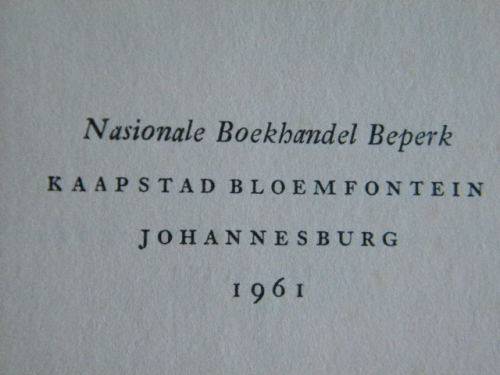 Nasionale Boekhandel Beperk
KAAPSTAD BLOEMFONTEIN
JOHANNESBURG
1961